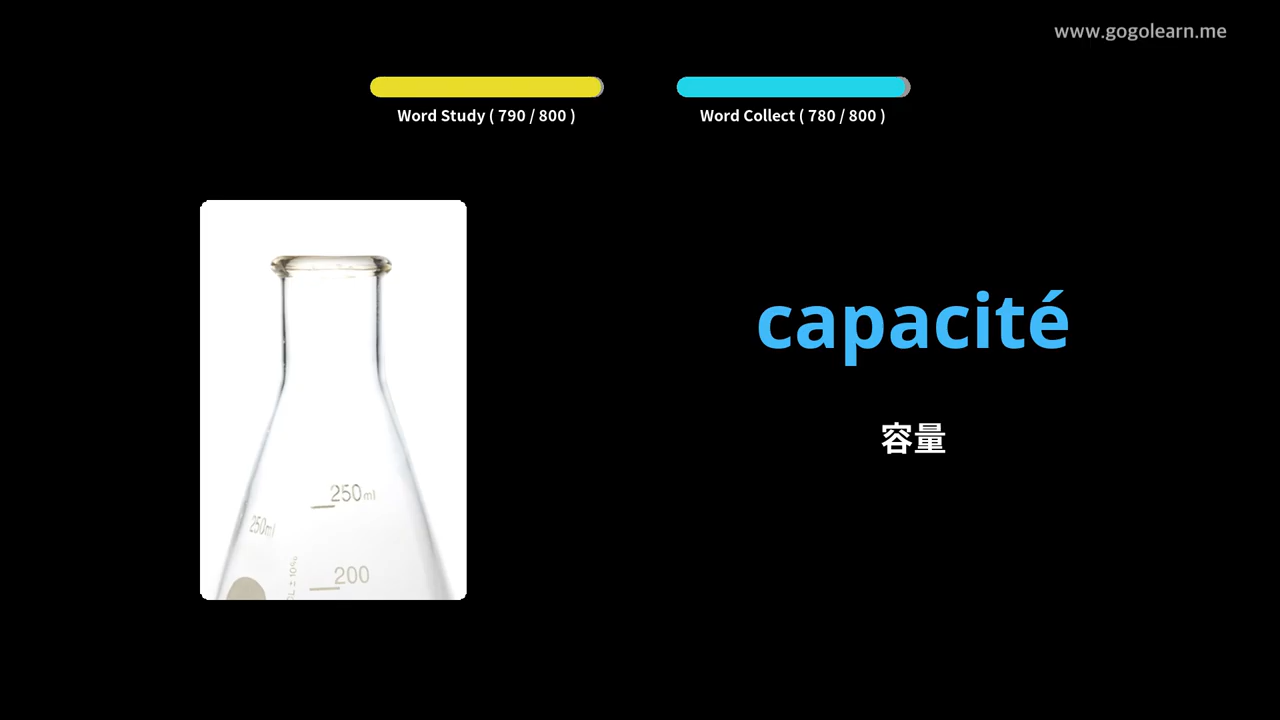 www.gogolearn.me
Word Study ( 790 / 800 )
Word Collect ( 780 / 800 )
capacité
容量
250ml
250ml
200